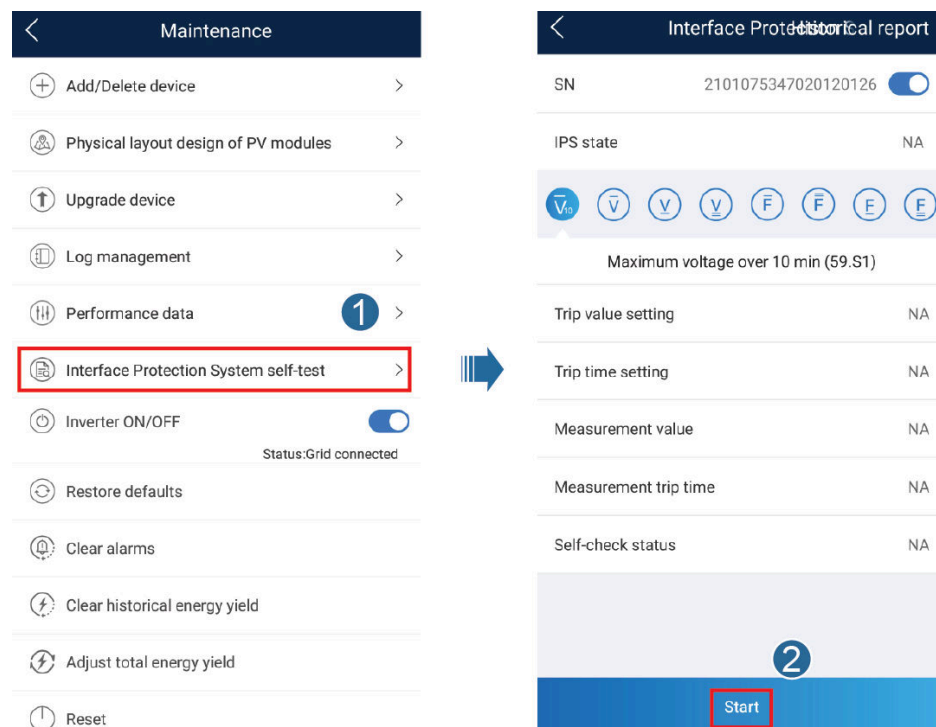 Maintenance
Add/Delete device
Physical layout design of PV modules
Upgrade device
Log management
Performance data
1
Interface Protection System self-test
Inverter ON/OFF
Status:Grid connected
Restore defaults
Clear alarms
Clear historical energy yield
Adjust total energy yield
Reset
Interface Historical report
SN 2101075347020120126
IPS state NA
V10 V V V F F F F
Maximum voltage over 10 min (59.S1)
Trip value setting NA
Trip time setting NA
Measurement value NA
Measurement trip time NA
Self-check status NA
2
Start